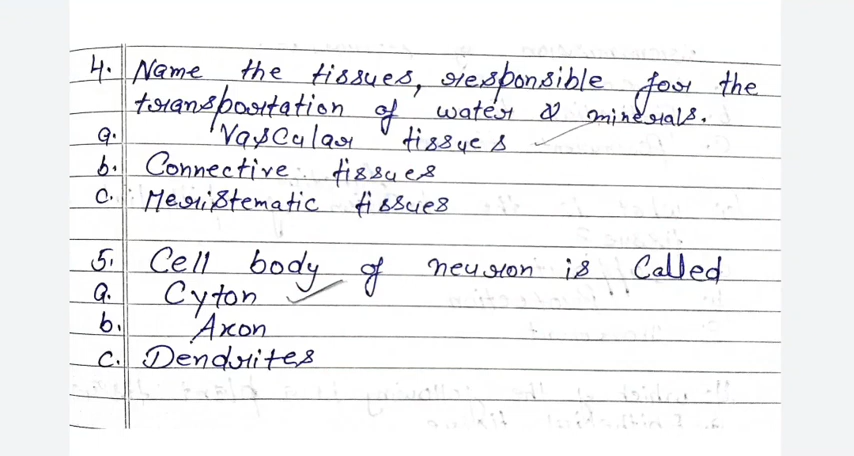 4. Name the tissues, responsible for the
transportation of water & minerals.
a. Vascular tissues
b. Connective tissues
c. Meristematic tissues
5. Cell body of neuron is Called
a. Cyton
b. Axon
c. Dendrites